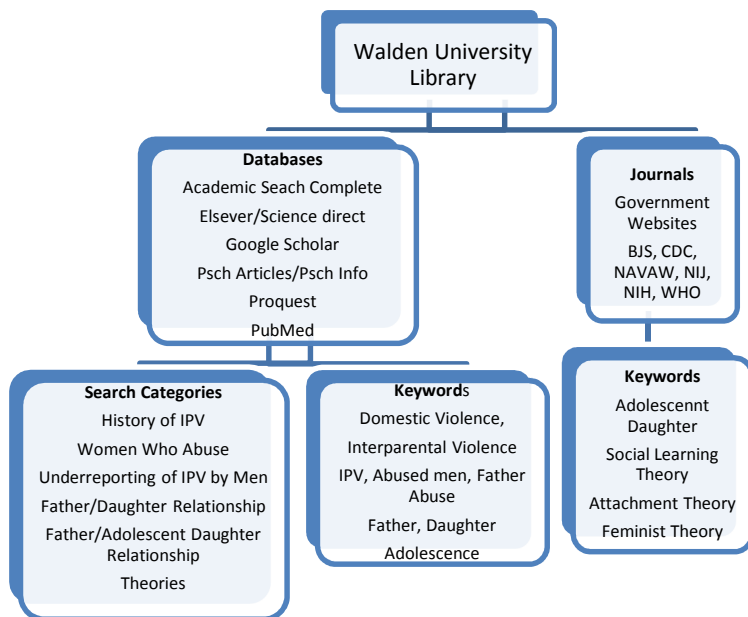 Walden University
Library
Databases
Academic Seach Complete
Elsever/Science direct
Google Scholar
Psch Articles/Psch Info
Proquest
PubMed
Journals
Government
Websites
BJS, CDC,
NAVAW, NIJ,
NIH, WHO
Search Categories
History of IPV
Women Who Abuse
Underreporting of IPV by Men
Father/Daughter Relationship
Father/Adolescent Daughter
Relationship
Theories
Keywords
Domestic Violence,
Interparental Violence
IPV, Abused men, Father
Abuse
Father, Daughter
Adolescence
Keywords
Adolescennt
Daughter
Social Learning
Theory
Attachment Theory
Feminist Theory